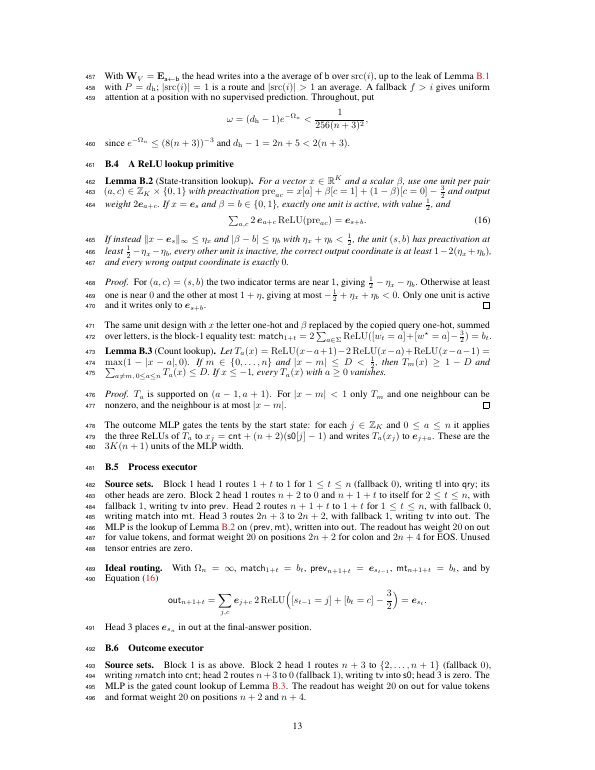 457 With W_V = E_{a←b} the head writes into a the average of b over src(i), up to the leak of Lemma B.1
458 with P = d_h; |src(i)| = 1 is a route and |src(i)| > 1 an average. A fallback f > i gives uniform
459 attention at a position with no supervised prediction. Throughout, put
ω = (d_h − 1)e^{−Ω_n} < 1/(256(n + 3)^2),
460 since e^{−Ω_n} ≤ (8(n + 3))^{−3} and d_h − 1 = 2n + 5 < 2(n + 3).
461 B.4 A ReLU lookup primitive
462 Lemma B.2 (State-transition lookup). For a vector x ∈ ℝ^K and a scalar β, use one unit per pair
463 (a, c) ∈ ℤ_K × {0, 1} with preactivation pre_{ac} = x[a] + β[c = 1] + (1 − β)[c = 0] − 3/2 and output
464 weight 2e_{a+c}. If x = e_s and β = b ∈ {0, 1}, exactly one unit is active, with value 1/2, and
∑_{a,c} 2 e_{a+c} ReLU(pre_{ac}) = e_{s+b}. (16)
465 If instead ‖x − e_s‖_∞ ≤ η_x and |β − b| ≤ η_b with η_x + η_b < 1/2, the unit (s, b) has preactivation at
466 least 1/2 − η_x − η_b, every other unit is inactive, the correct output coordinate is at least 1 − 2(η_x + η_b),
467 and every wrong output coordinate is exactly 0.
468 Proof. For (a, c) = (s, b) the two indicator terms are near 1, giving 1/2 − η_x − η_b. Otherwise at least
469 one is near 0 and the other at most 1 + η, giving at most −1/2 + η_x + η_b < 0. Only one unit is active
470 and it writes only to e_{s+b}. □
471 The same unit design with x the letter one-hot and β replaced by the copied query one-hot, summed
472 over letters, is the block-1 equality test: match_{1+t} = 2 ∑_{a∈Σ} ReLU([w_t = a] + [w^⋆ = a] − 3/2) = b_t.
473 Lemma B.3 (Count lookup). Let T_a(x) = ReLU(x−a+1) − 2 ReLU(x−a) + ReLU(x−a−1) =
474 max(1 − |x − a|, 0). If m ∈ {0, . . . , n} and |x − m| ≤ D < 1/2, then T_m(x) ≥ 1 − D and
475 ∑_{a≠m, 0≤a≤n} T_a(x) ≤ D. If x ≤ −1, every T_a(x) with a ≥ 0 vanishes.
476 Proof. T_a is supported on (a − 1, a + 1). For |x − m| < 1 only T_m and one neighbour can be
477 nonzero, and the neighbour is at most |x − m|. □
478 The outcome MLP gates the tents by the start state: for each j ∈ ℤ_K and 0 ≤ a ≤ n it applies
479 the three ReLUs of T_a to x_j = cnt + (n + 2)(s0[j] − 1) and writes T_a(x_j) to e_{j+a}. These are the
480 3K(n + 1) units of the MLP width.
481 B.5 Process executor
482 Source sets. Block 1 head 1 routes 1 + t to 1 for 1 ≤ t ≤ n (fallback 0), writing tl into qry; its
483 other heads are zero. Block 2 head 1 routes n + 2 to 0 and n + 1 + t to itself for 2 ≤ t ≤ n, with
484 fallback 1, writing tv into prev. Head 2 routes n + 1 + t to 1 + t for 1 ≤ t ≤ n, with fallback 0,
485 writing match into mt. Head 3 routes 2n + 3 to 2n + 2, with fallback 1, writing tv into out. The
486 MLP is the lookup of Lemma B.2 on (prev, mt), written into out. The readout has weight 20 on out
487 for value tokens, and format weight 20 on positions 2n + 2 for colon and 2n + 4 for EOS. Unused
488 tensor entries are zero.
489 Ideal routing. With Ω_n = ∞, match_{1+t} = b_t, prev_{n+1+t} = e_{s_{t−1}}, mt_{n+1+t} = b_t, and by
490 Equation (16)
out_{n+1+t} = ∑_{j,c} e_{j+c} 2 ReLU([s_{t−1} = j] + [b_t = c] − 3/2) = e_{s_t}.
491 Head 3 places e_{s_n} in out at the final-answer position.
492 B.6 Outcome executor
493 Source sets. Block 1 is as above. Block 2 head 1 routes n + 3 to {2, . . . , n + 1} (fallback 0),
494 writing nmatch into cnt; head 2 routes n + 3 to 0 (fallback 1), writing tv into s0; head 3 is zero. The
495 MLP is the gated count lookup of Lemma B.3. The readout has weight 20 on out for value tokens
496 and format weight 20 on positions n + 2 and n + 4.
13